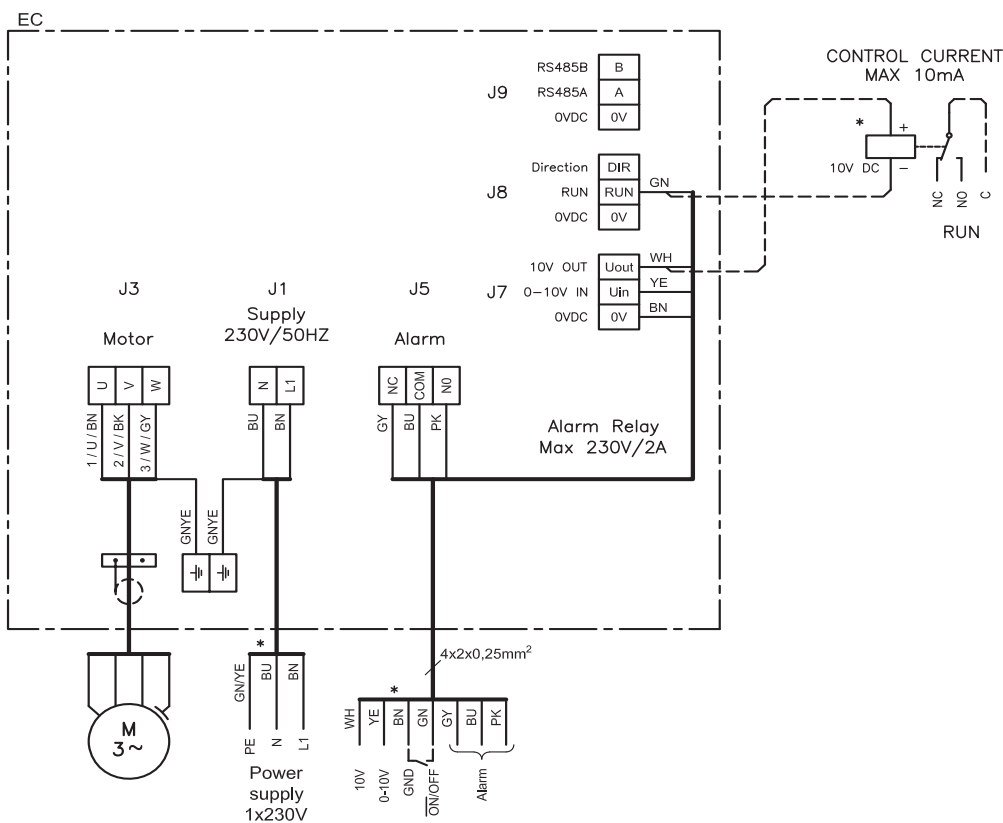 EC
CONTROL CURRENT
MAX 10mA
J9
RS485B B
RS485A A
0VDC 0V
J8
Direction DIR
RUN RUN GN
0VDC 0V
J7
10V OUT Uout WH
0-10V IN Uin YE
0VDC 0V BN
*
+
10V DC -
NC NO C
RUN
J3
Motor
U V W
1 / U / BN
2 / V / BK
3 / W / GY
J1
Supply
230V/50HZ
N L1
BU BN
J5
Alarm
NC COM NO
GY BU PK
Alarm Relay
Max 230V/2A
GNYE GNYE
4x2x0,25mm²
M
3~
*
GN/YE BU BN
PE N L1
Power
supply
1x230V
*
WH YE BN GN GY BU PK
10V 0-10V GND ON/OFF Alarm